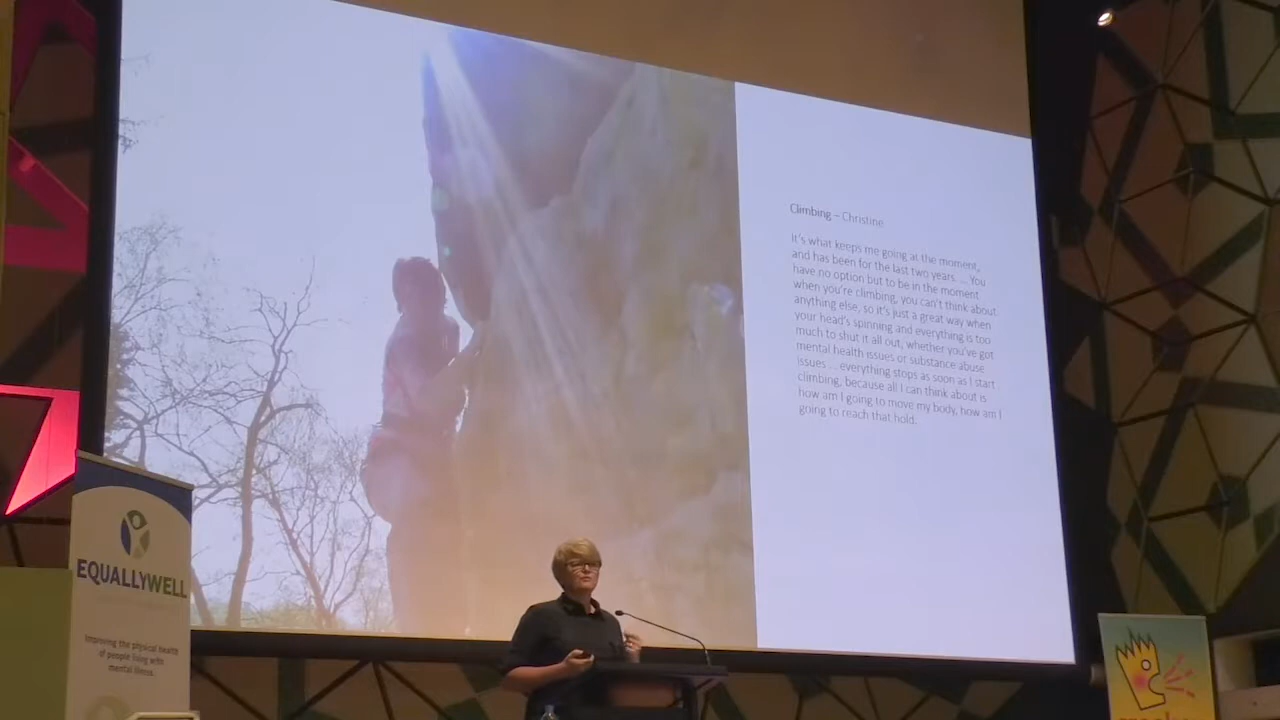 Climbing – Christine
It's what keeps me going at the moment,
and has been for the last two years. ... You
have no option but to be in the moment
when you're climbing, you can't think about
anything else, so it's just a great way when
your head's spinning and everything is too
much to shut it all out, whether you've got
mental health issues or substance abuse
issues ... everything stops as soon as I start
climbing, because all I can think about is
how am I going to move my body, how am I
going to reach that hold.
EQUALLYWELL
Improving the physical health
of people living with
mental illness.